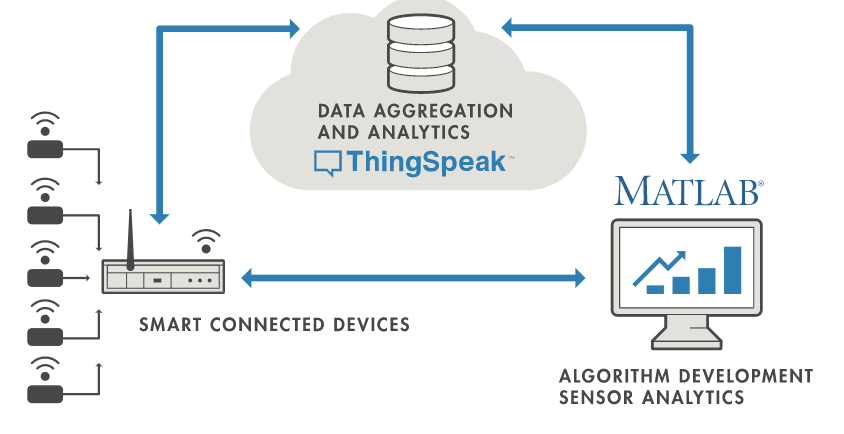 DATA AGGREGATION
AND ANALYTICS
ThingSpeak™
MATLAB®
SMART CONNECTED DEVICES
ALGORITHM DEVELOPMENT
SENSOR ANALYTICS